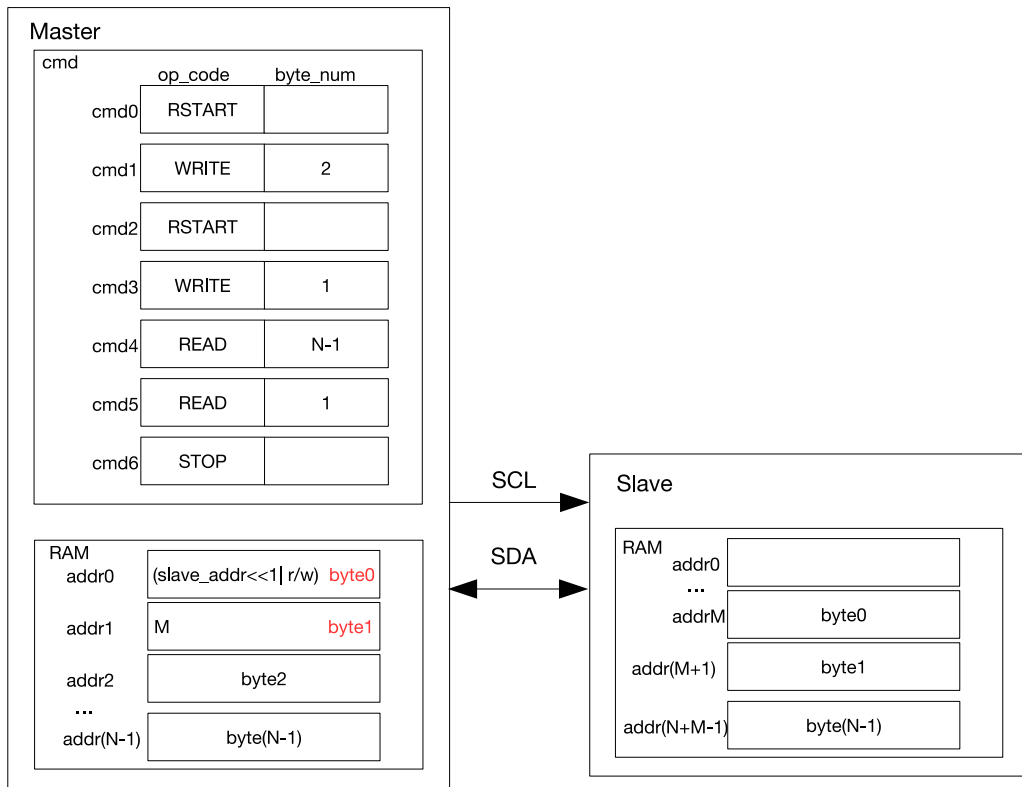 Master
cmd
op_code byte_num
cmd0 RSTART
cmd1 WRITE 2
cmd2 RSTART
cmd3 WRITE 1
cmd4 READ N-1
cmd5 READ 1
cmd6 STOP
SCL
SDA
RAM
addr0 (slave_addr<<1| r/w) byte0
addr1 M byte1
addr2 byte2
...
addr(N-1) byte(N-1)
Slave
RAM
addr0
...
addrM byte0
addr(M+1) byte1
addr(N+M-1) byte(N-1)